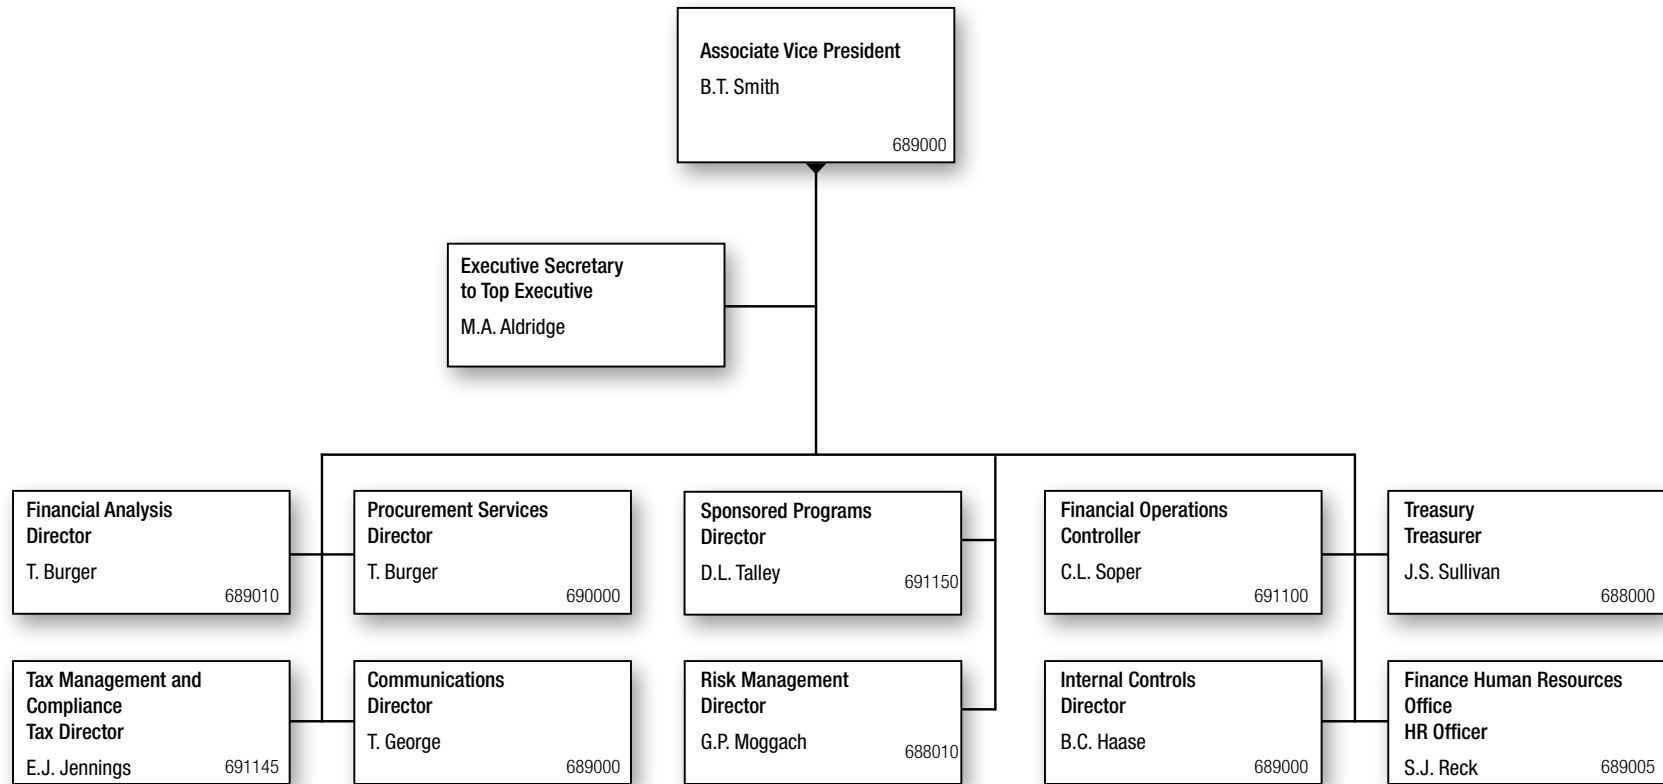 Associate Vice President
B.T. Smith
689000
Executive Secretary
to Top Executive
M.A. Aldridge
Financial Analysis
Director
T. Burger
689010
Procurement Services
Director
T. Burger
690000
Sponsored Programs
Director
D.L. Talley
691150
Financial Operations
Controller
C.L. Soper
691100
Treasury
Treasurer
J.S. Sullivan
688000
Tax Management and
Compliance
Tax Director
E.J. Jennings
691145
Communications
Director
T. George
689000
Risk Management
Director
G.P. Moggach
688010
Internal Controls
Director
B.C. Haase
689000
Finance Human Resources
Office
HR Officer
S.J. Reck
689005